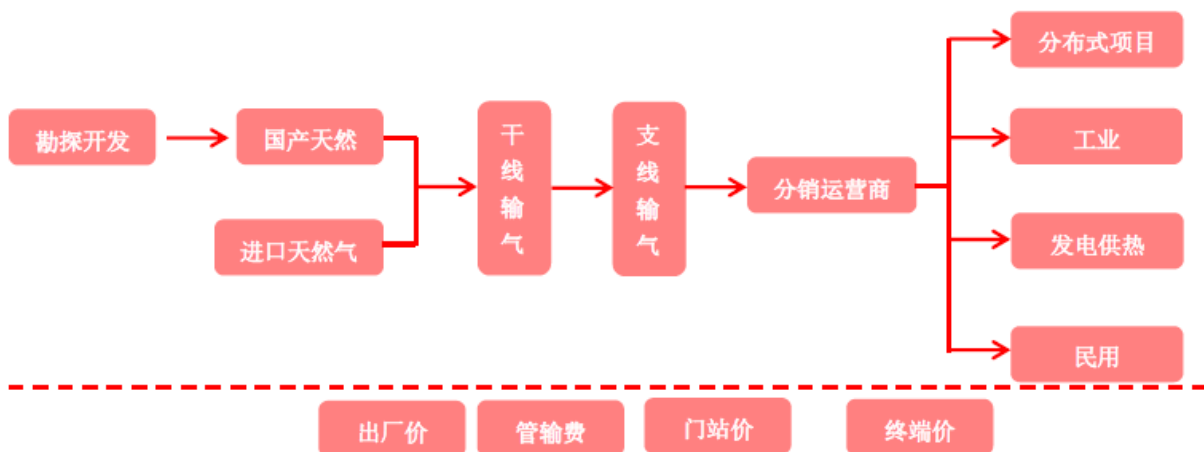 勘探开发
国产天然
进口天然气
干线输气
支线输气
分销运营商
分布式项目
工业
发电供热
民用
出厂价
管输费
门站价
终端价